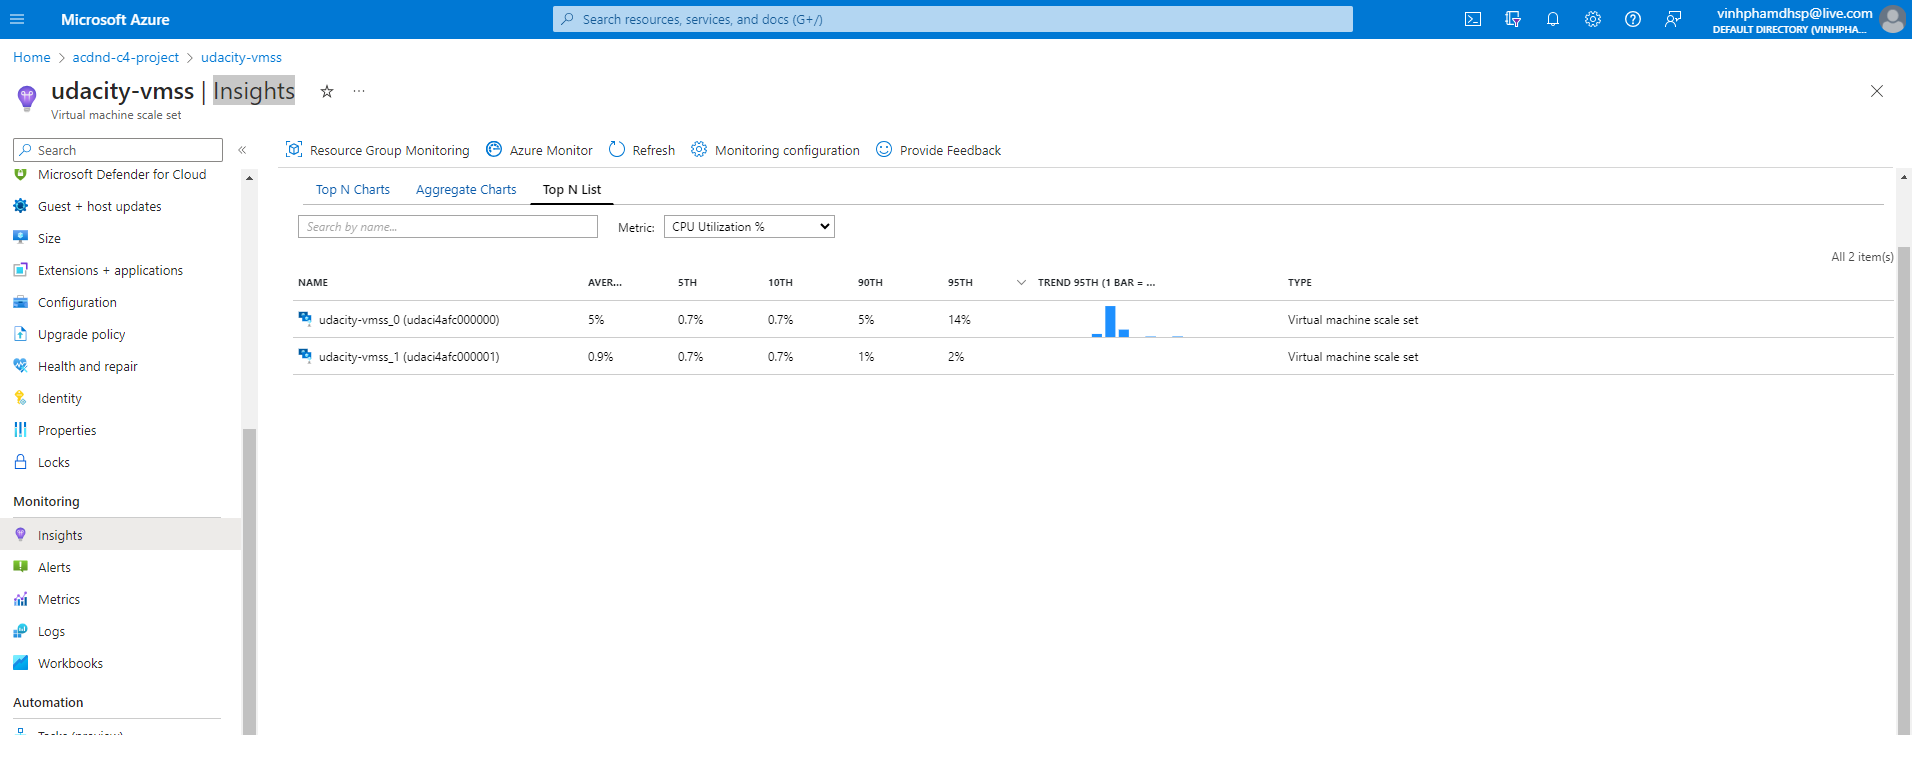 Microsoft Azure
Search resources, services, and docs (G+/)
vinhphamdhsp@live.com
DEFAULT DIRECTORY (VINHPHA...
Home > acdnd-c4-project > udacity-vmss
udacity-vmss | Insights
Virtual machine scale set
Search
Microsoft Defender for Cloud
Guest + host updates
Size
Extensions + applications
Configuration
Upgrade policy
Health and repair
Identity
Properties
Locks
Monitoring
Insights
Alerts
Metrics
Logs
Workbooks
Automation
Tasks (preview)
Resource Group Monitoring Azure Monitor Refresh Monitoring configuration Provide Feedback
Top N Charts Aggregate Charts Top N List
Search by name... Metric: CPU Utilization %
All 2 item(s)
NAME AVER... 5TH 10TH 90TH 95TH TREND 95TH (1 BAR = ... TYPE
udacity-vmss_0 (udaci4afc000000) 5% 0.7% 0.7% 5% 14% Virtual machine scale set
udacity-vmss_1 (udaci4afc000001) 0.9% 0.7% 0.7% 1% 2% Virtual machine scale set